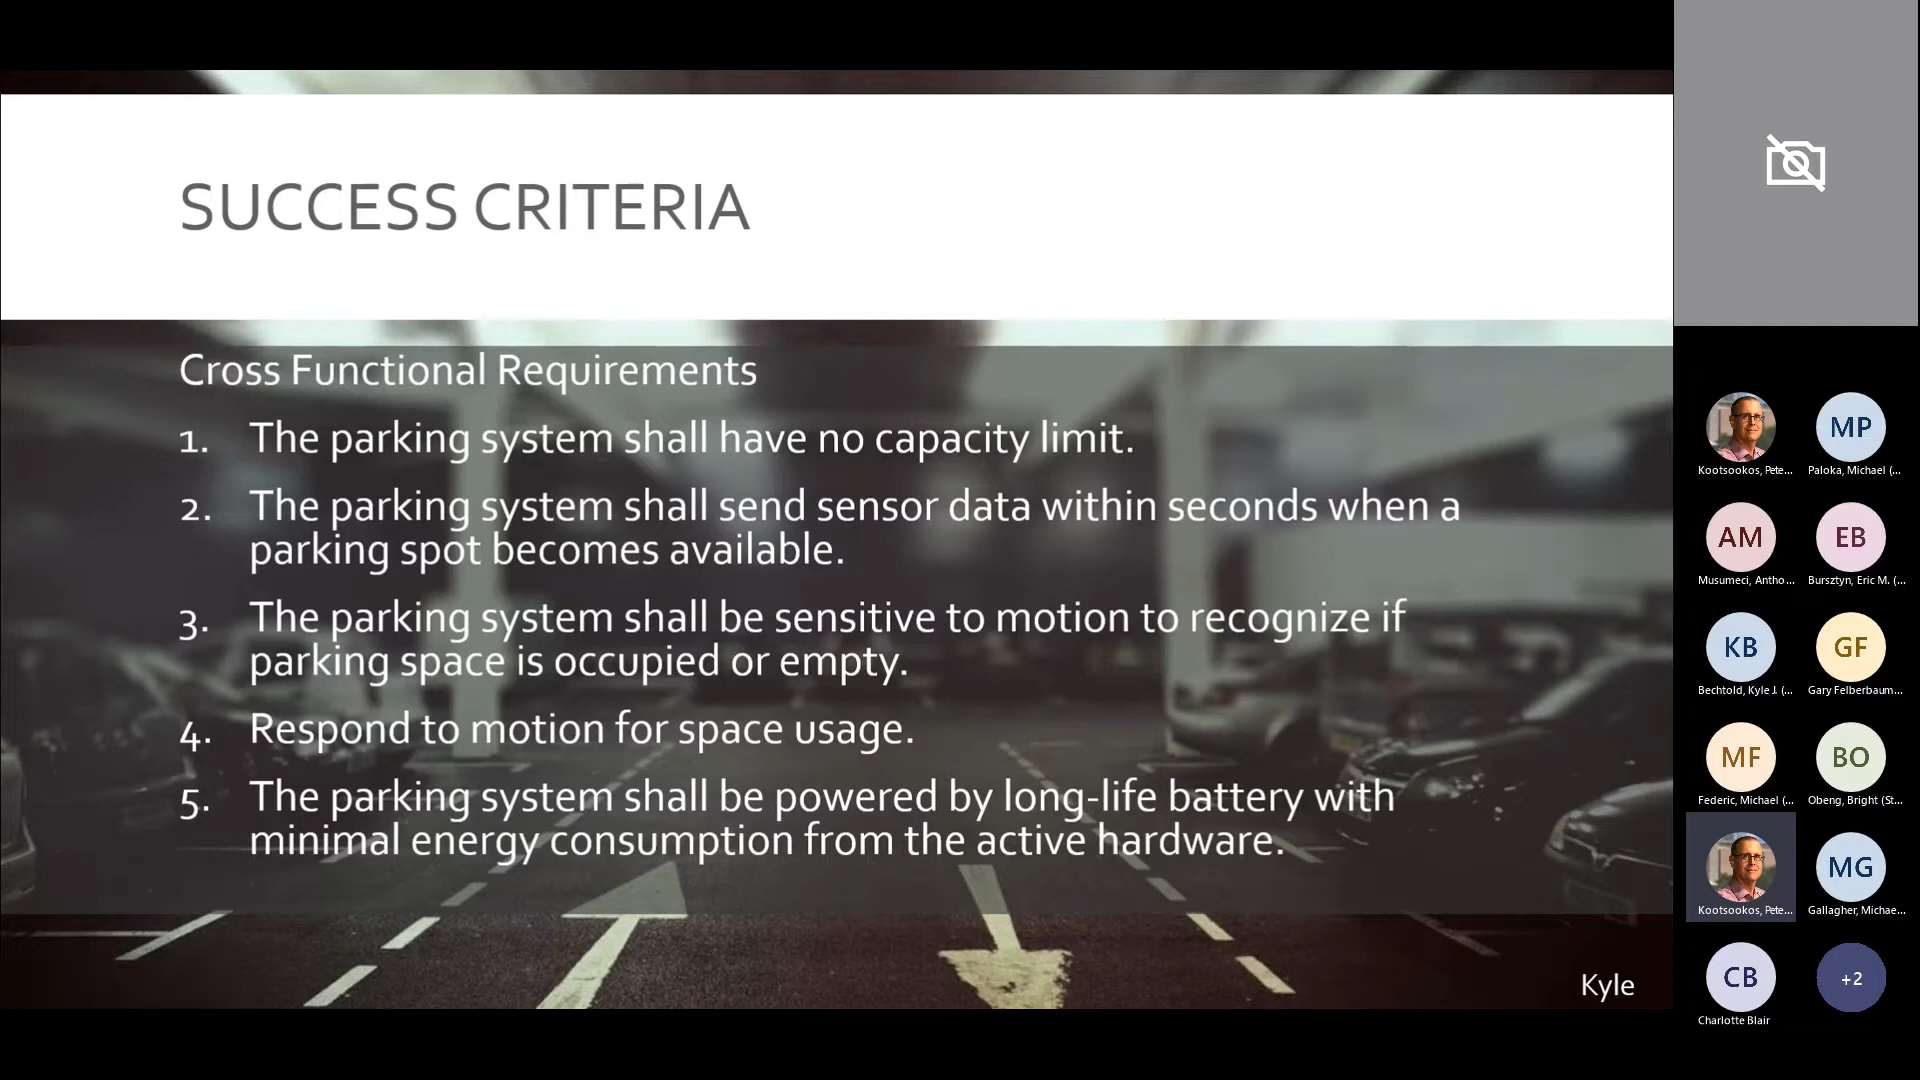 SUCCESS CRITERIA
Cross Functional Requirements
1. The parking system shall have no capacity limit.
2. The parking system shall send sensor data within seconds when a
parking spot becomes available.
3. The parking system shall be sensitive to motion to recognize if
parking space is occupied or empty.
4. Respond to motion for space usage.
5. The parking system shall be powered by long-life battery with
minimal energy consumption from the active hardware.
Kyle
Kootsookos, Pete...
MP
Paloka, Michael (...
AM
Musumeci, Antho...
EB
Bursztyn, Eric M. (...
KB
Bechtold, Kyle J. (...
GF
Gary Felberbaum...
MF
Federic, Michael (...
BO
Obeng, Bright (St...
Kootsookos, Pete...
MG
Gallagher, Michae...
CB
Charlotte Blair
+2